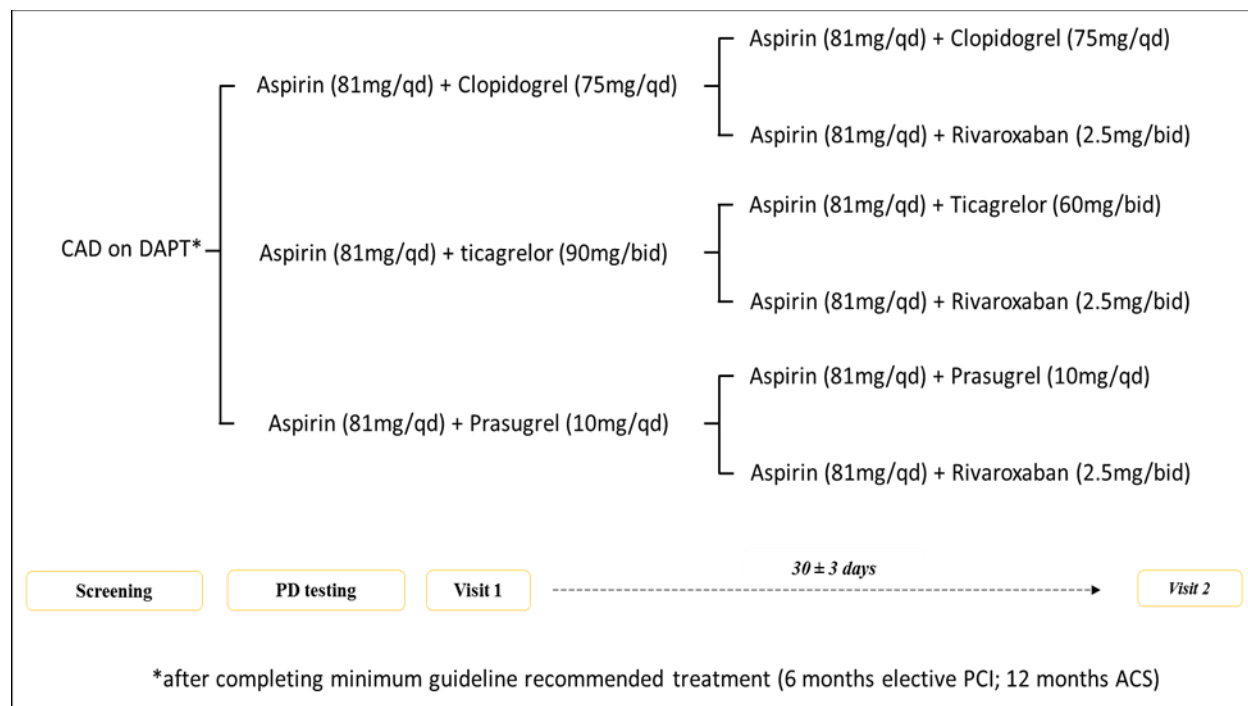 Aspirin (81mg/qd) + Clopidogrel (75mg/qd)
Aspirin (81mg/qd) + Clopidogrel (75mg/qd)
Aspirin (81mg/qd) + Rivaroxaban (2.5mg/bid)
Aspirin (81mg/qd) + Ticagrelor (60mg/bid)
CAD on DAPT*
Aspirin (81mg/qd) + ticagrelor (90mg/bid)
Aspirin (81mg/qd) + Rivaroxaban (2.5mg/bid)
Aspirin (81mg/qd) + Prasugrel (10mg/qd)
Aspirin (81mg/qd) + Prasugrel (10mg/qd)
Aspirin (81mg/qd) + Rivaroxaban (2.5mg/bid)
30 ± 3 days
Screening
PD testing
Visit 1
Visit 2
*after completing minimum guideline recommended treatment (6 months elective PCI; 12 months ACS)